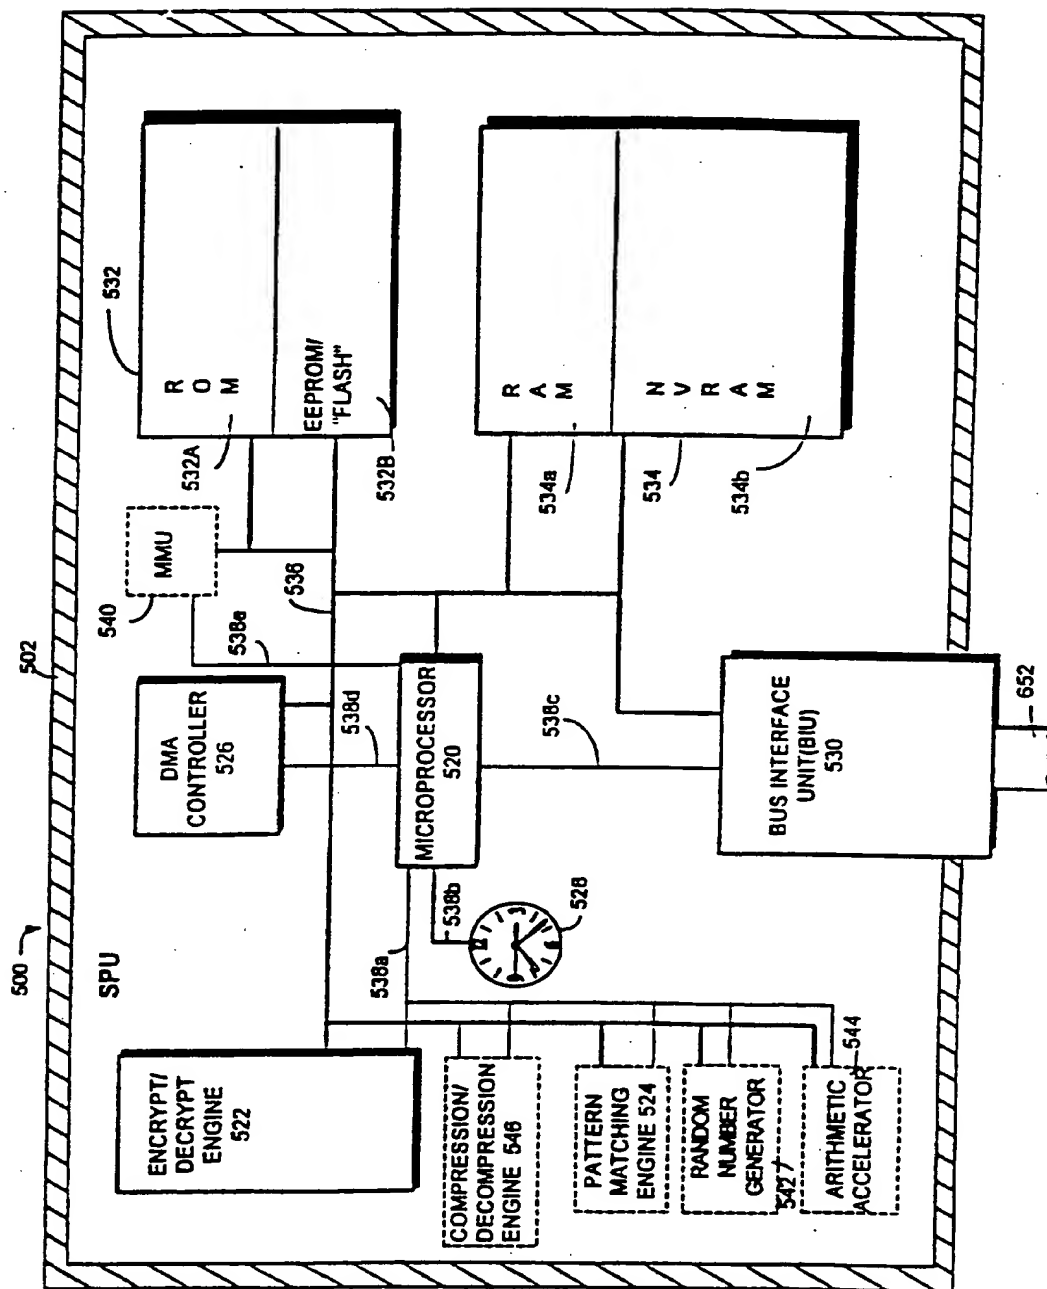 500
502
SPU
ENCRYPT/
DECRYPT
ENGINE
522
DMA
CONTROLLER
526
540
MMU
532
R
O
M
532A
EEPROM/
"FLASH"
532B
536
538e
538d
538a
538b
MICROPROCESSOR
520
528
538c
COMPRESSION/
DECOMPRESSION
ENGINE 546
PATTERN
MATCHING
ENGINE 524
RANDOM
NUMBER
GENERATOR
542
ARITHMETIC
ACCELERATOR
544
R
A
M
534a
N
V
R
A
M
534
534b
BUS INTERFACE
UNIT(BIU)
530
652